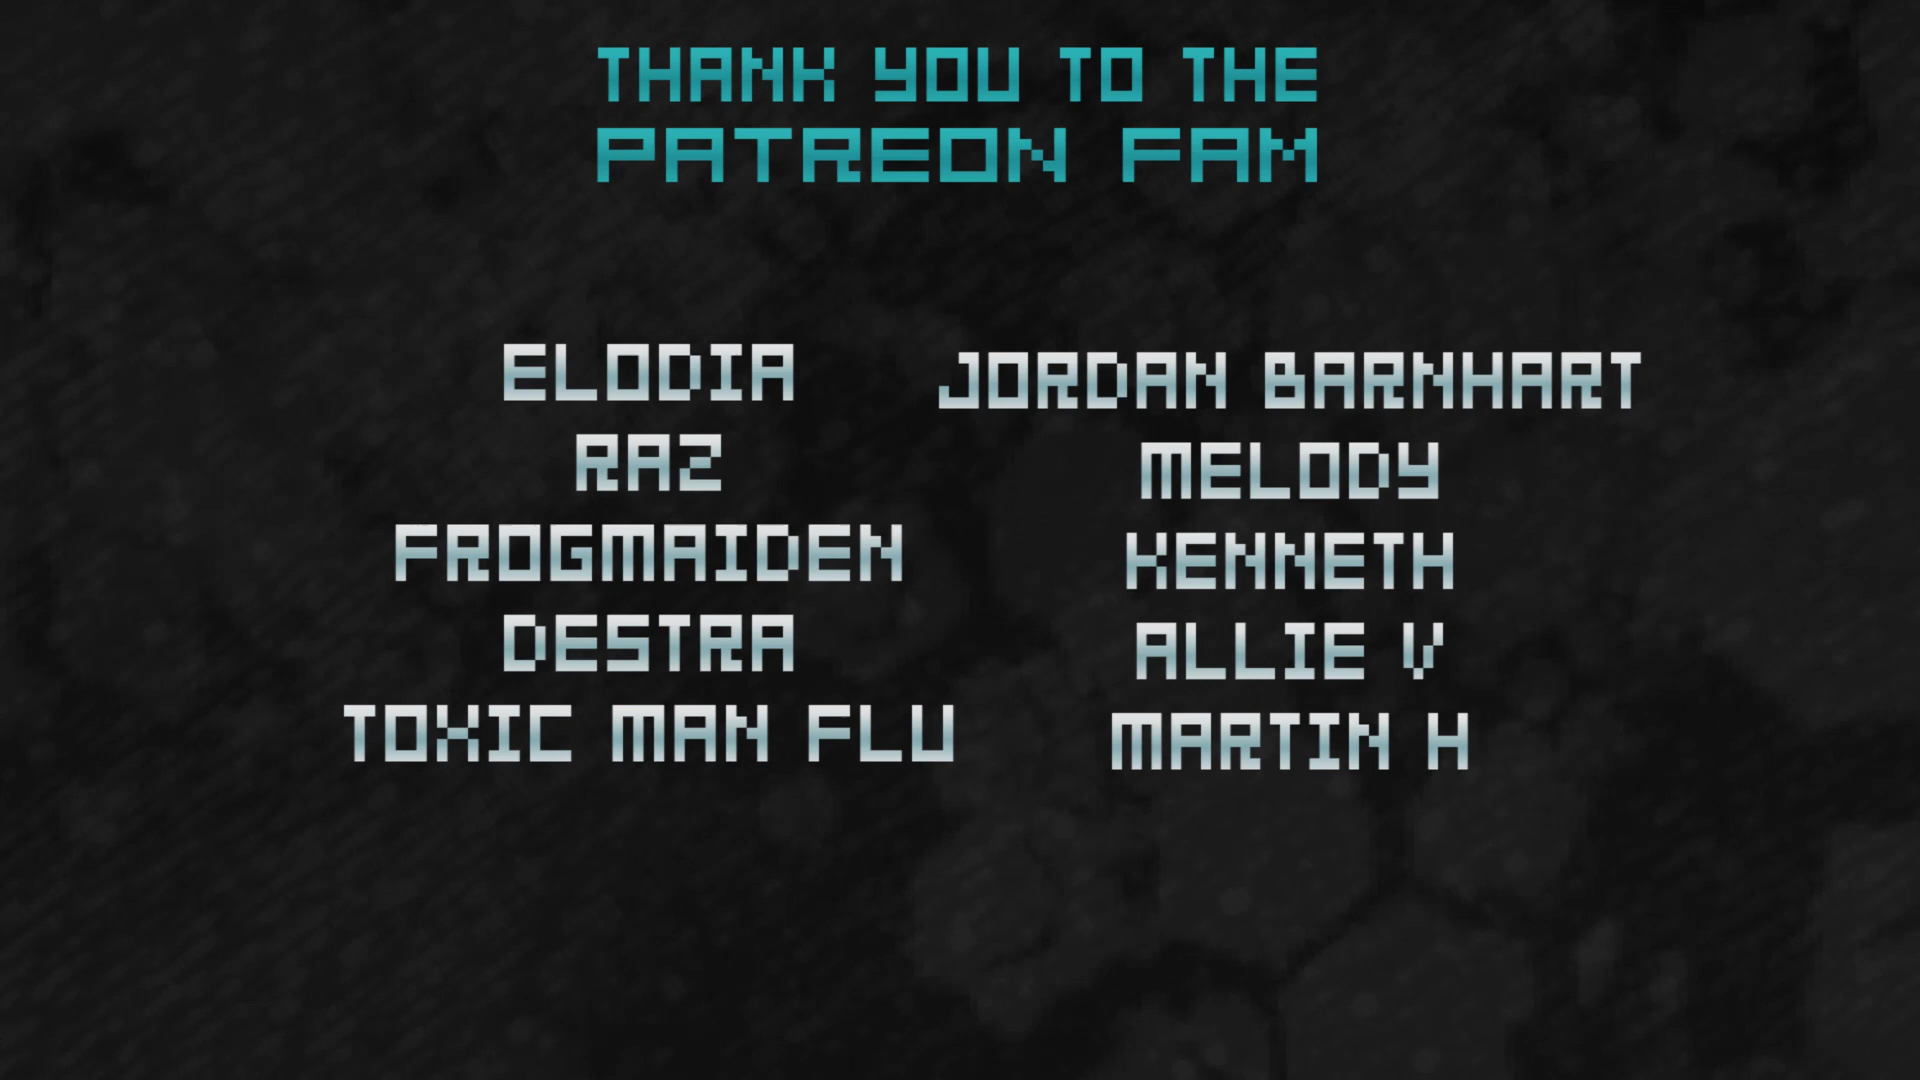 THANK YOU TO THE
PATREON FAM
ELODIA
RAZ
FROGMAIDEN
DESTRA
TOXIC MAN FLU
JORDAN BARNHART
MELODY
KENNETH
ALLIE V
MARTIN H